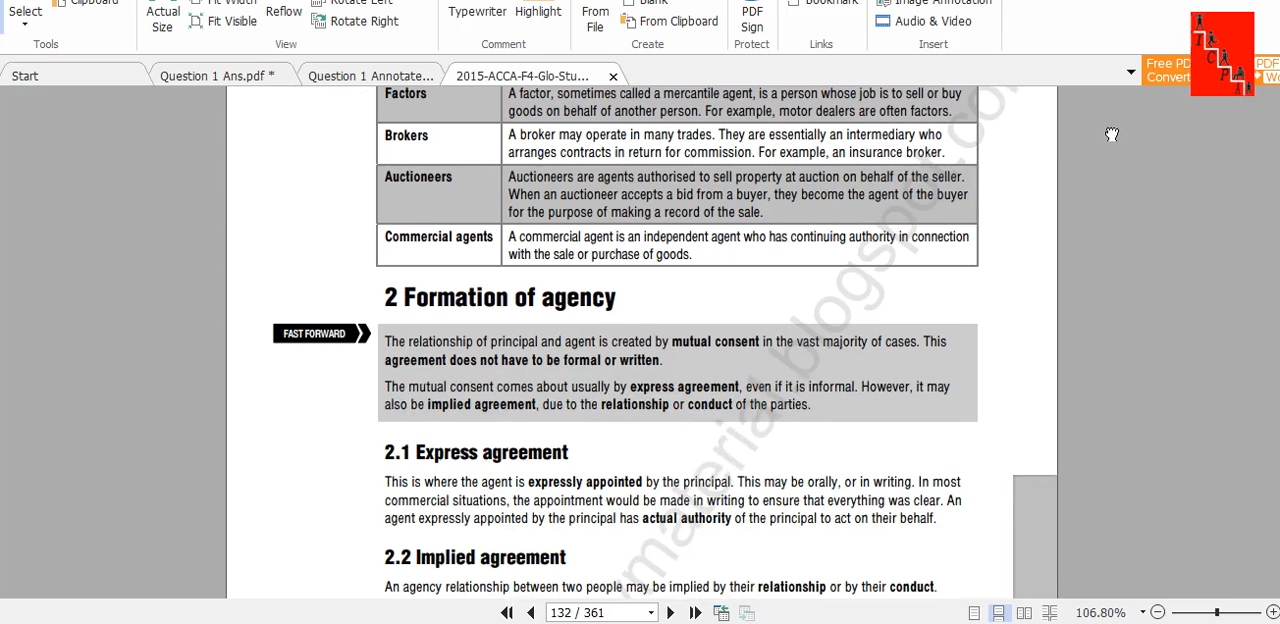 Clipboard
Fit Width
Rotate Left
Blank
Bookmark
Image Annotation
Select
Actual
Size
Fit Visible
Reflow
Rotate Right
Typewriter
Highlight
From
File
From Clipboard
PDF
Sign
Audio & Video
Tools
View
Comment
Create
Protect
Links
Insert
I
C
P
A
Start
Question 1 Ans.pdf *
Question 1 Annotate...
2015-ACCA-F4-Glo-Stu...
Free PD
Convert
PDF
Wo
Factors
A factor, sometimes called a mercantile agent, is a person whose job is to sell or buy
goods on behalf of another person. For example, motor dealers are often factors.
Brokers
A broker may operate in many trades. They are essentially an intermediary who
arranges contracts in return for commission. For example, an insurance broker.
Auctioneers
Auctioneers are agents authorised to sell property at auction on behalf of the seller.
When an auctioneer accepts a bid from a buyer, they become the agent of the buyer
for the purpose of making a record of the sale.
Commercial agents
A commercial agent is an independent agent who has continuing authority in connection
with the sale or purchase of goods.
2 Formation of agency
FAST FORWARD
The relationship of principal and agent is created by mutual consent in the vast majority of cases. This
agreement does not have to be formal or written.
The mutual consent comes about usually by express agreement, even if it is informal. However, it may
also be implied agreement, due to the relationship or conduct of the parties.
2.1 Express agreement
This is where the agent is expressly appointed by the principal. This may be orally, or in writing. In most
commercial situations, the appointment would be made in writing to ensure that everything was clear. An
agent expressly appointed by the principal has actual authority of the principal to act on their behalf.
2.2 Implied agreement
An agency relationship between two people may be implied by their relationship or by their conduct.
material.blogspot.com
132 / 361
106.80%